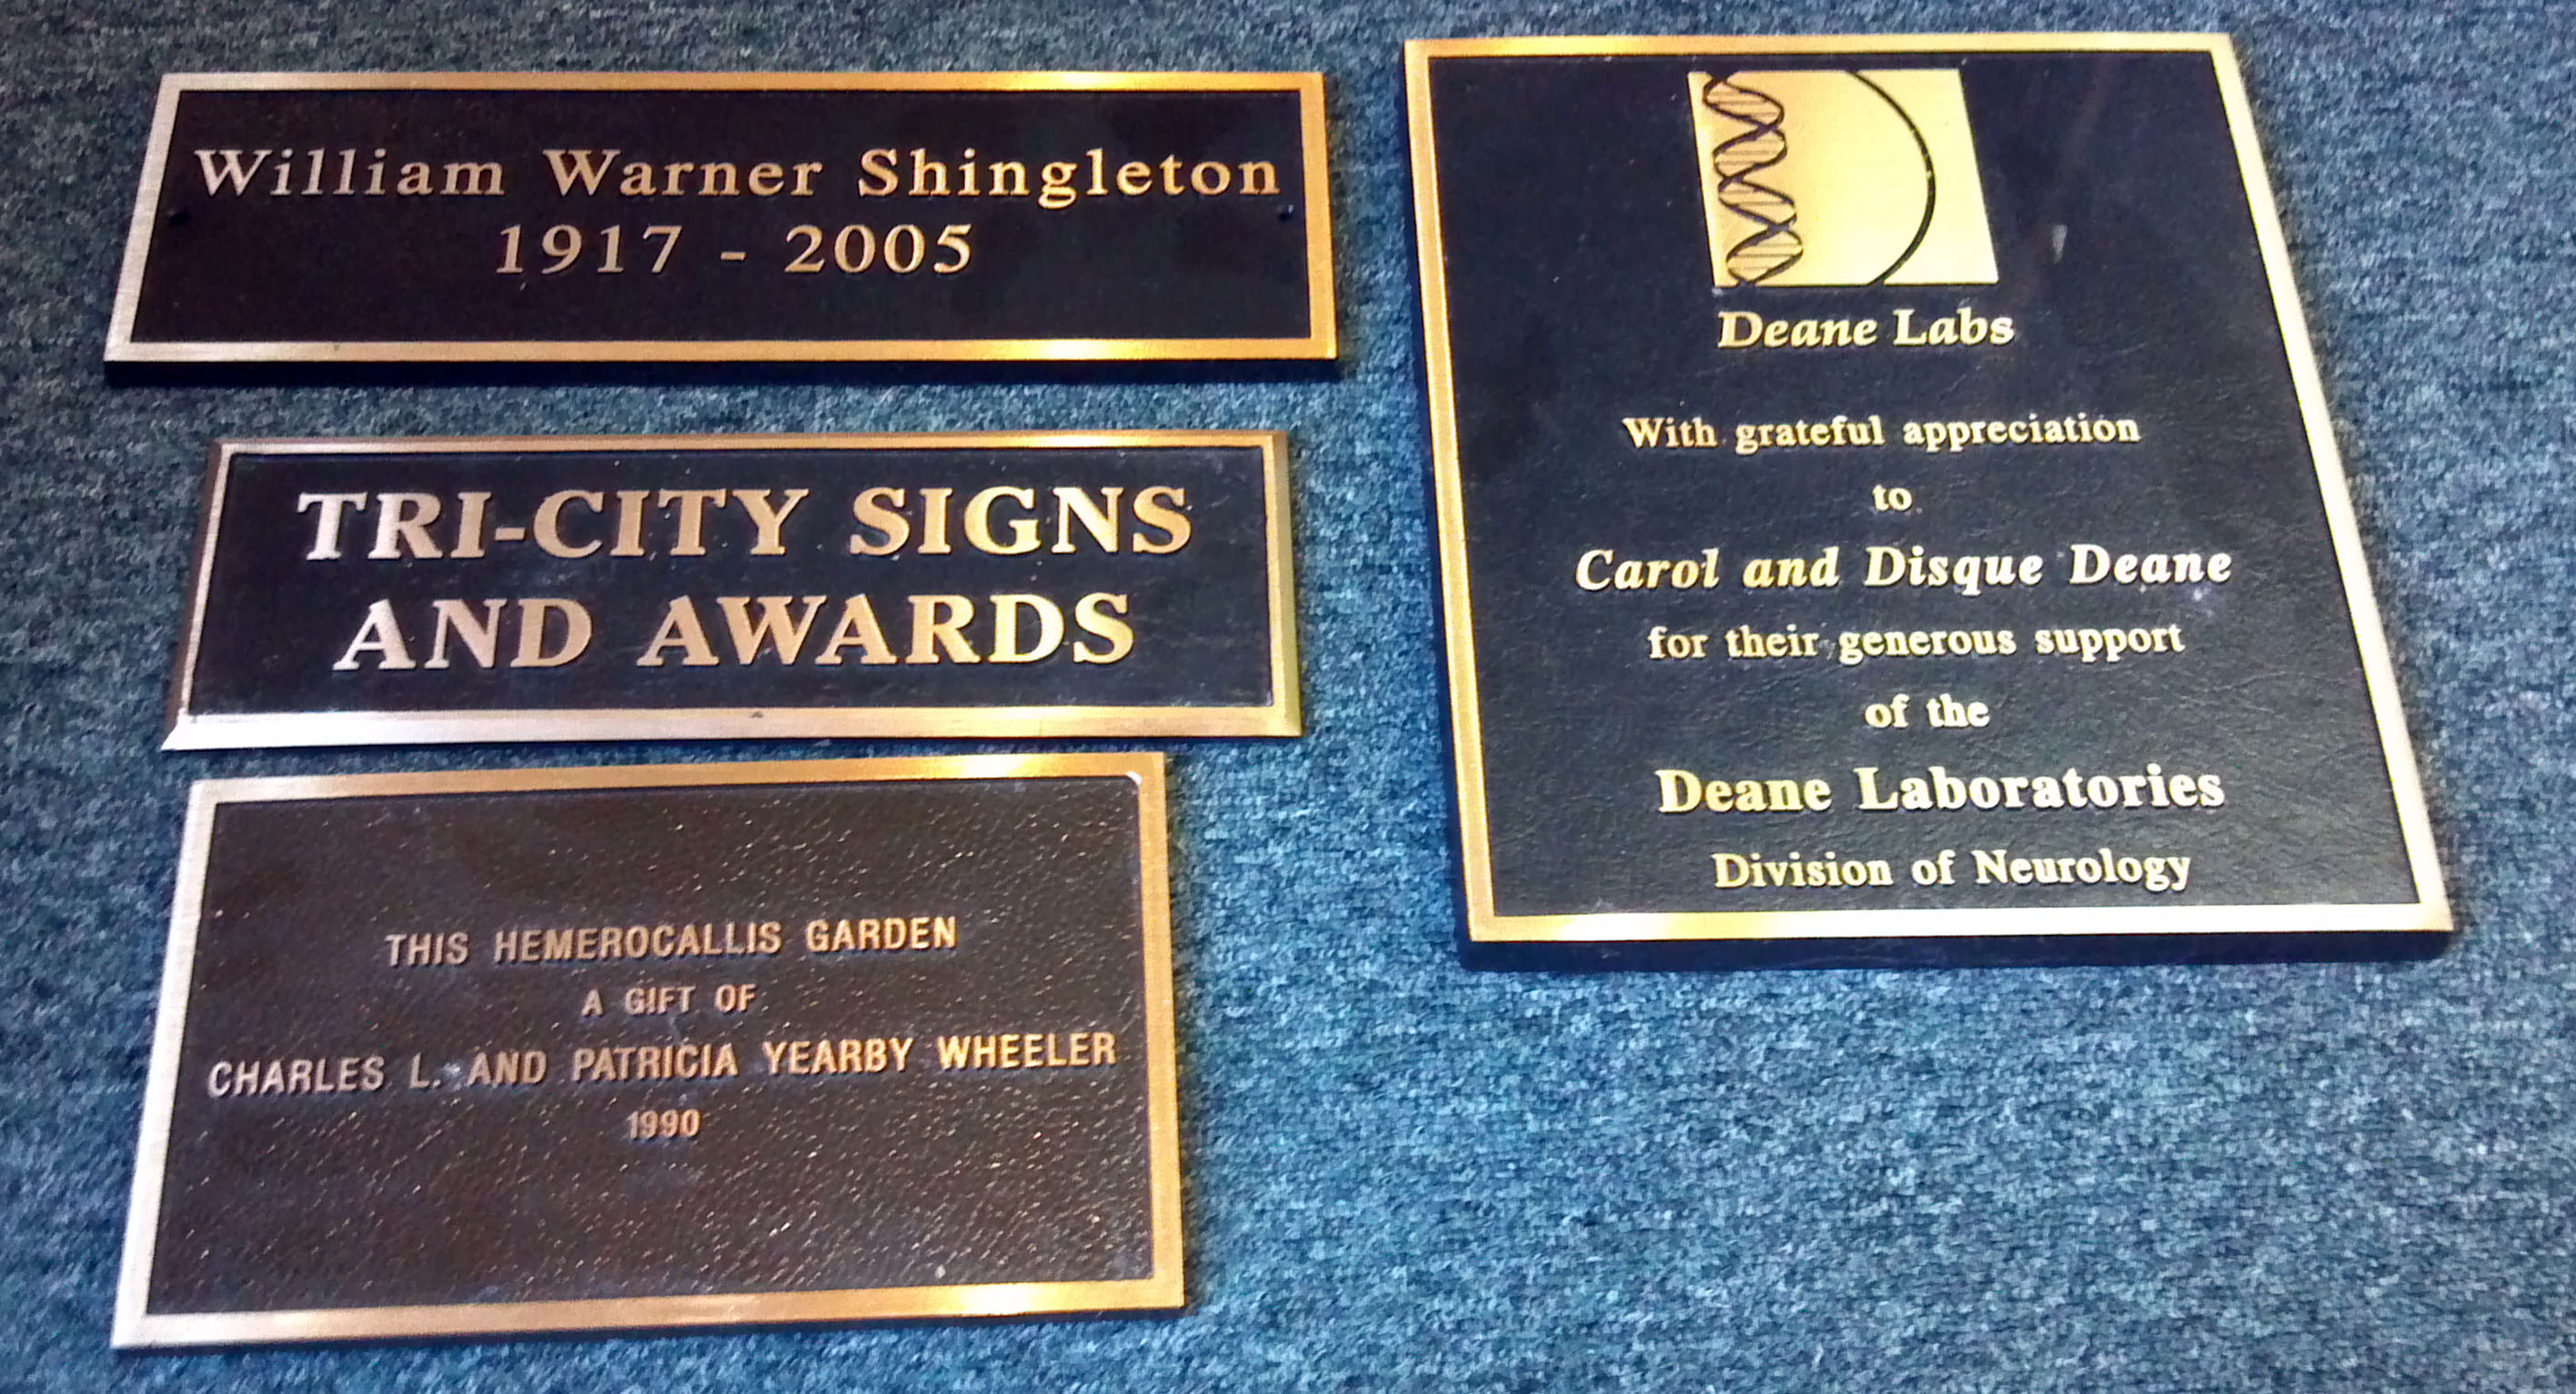 William Warner Shingleton
1917 - 2005
TRI-CITY SIGNS
AND AWARDS
THIS HEMEROCALLIS GARDEN
A GIFT OF
CHARLES L. AND PATRICIA YEARBY WHEELER
1990
Deane Labs
With grateful appreciation
to
Carol and Disque Deane
for their generous support
of the
Deane Laboratories
Division of Neurology